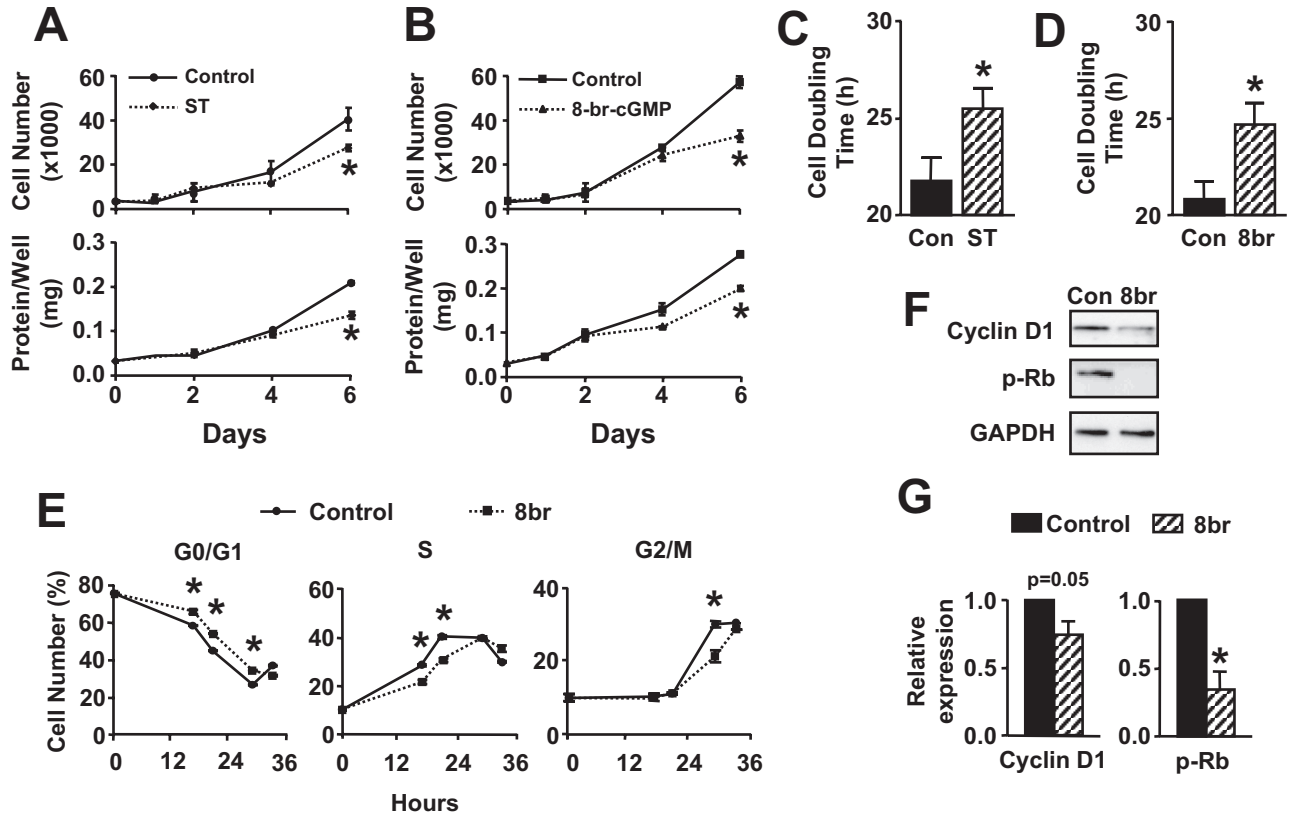 A
Cell Number
(x1000)
60
40
20
0
Control
ST
*
Protein/Well
(mg)
0.3
0.2
0.1
0.0
*
0
2
4
6
Days
B
Cell Number
(x1000)
60
40
20
0
Control
8-br-cGMP
*
Protein/Well
(mg)
0.3
0.2
0.1
0.0
*
0
2
4
6
Days
C
Cell Doubling
Time (h)
30
25
20
*
Con ST
D
Cell Doubling
Time (h)
30
25
20
*
Con 8br
F
Con 8br
Cyclin D1
p-Rb
GAPDH
E
Control
8br
G0/G1
Cell Number (%)
80
60
40
20
0
* * *
0 12 24 36
S
60
40
20
0
* *
0 12 24 36
G2/M
40
20
0
*
0 12 24 36
Hours
G
Control
8br
Relative
expression
p=0.05
1.0
0.5
0.0
Cyclin D1
1.0
0.5
0.0
*
p-Rb